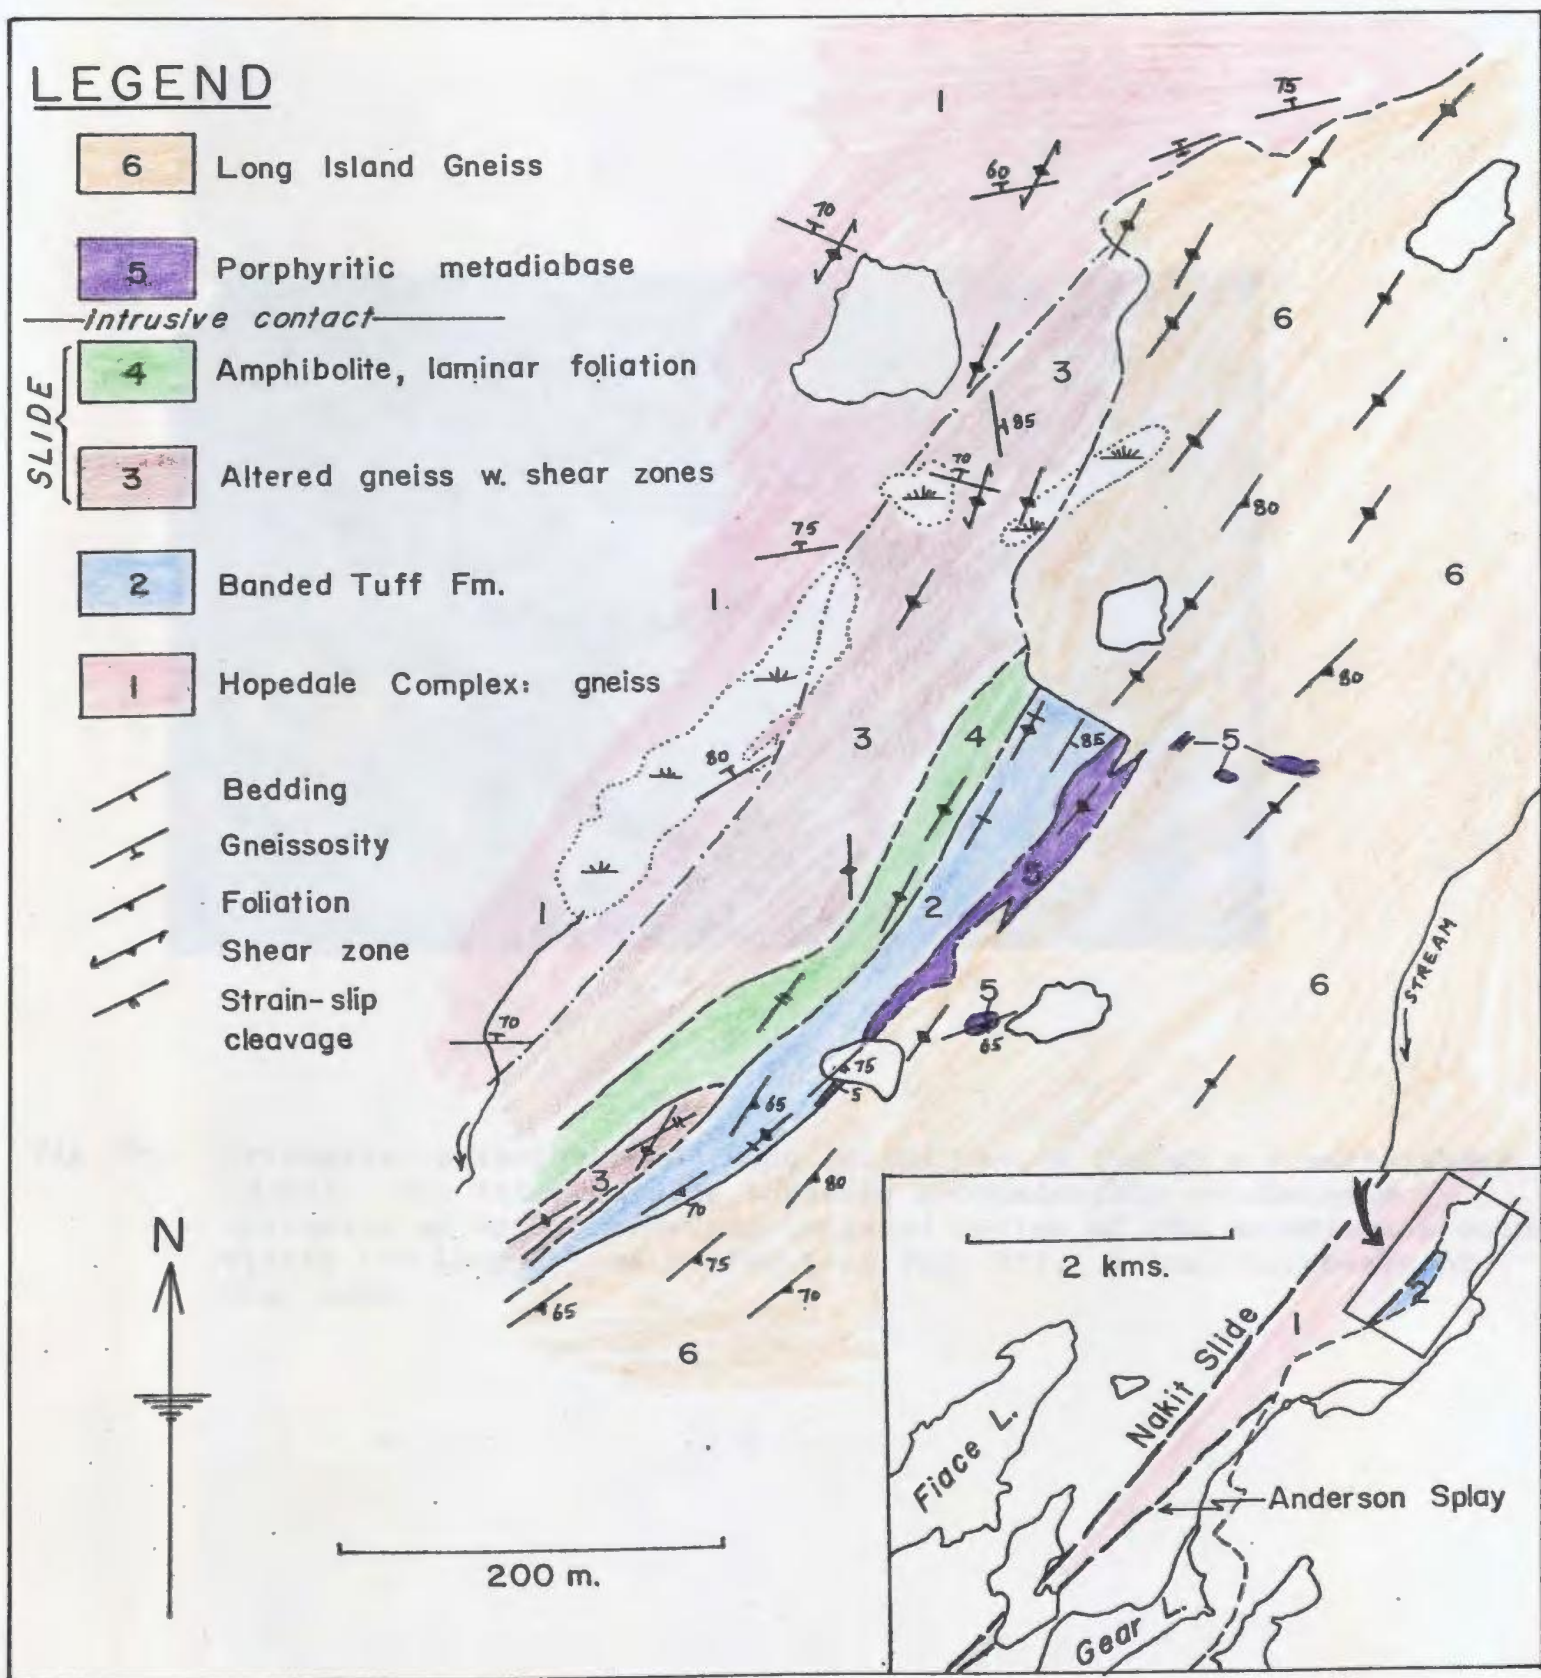 LEGEND
6 Long Island Gneiss
5 Porphyritic metadiabase
intrusive contact
SLIDE
4 Amphibolite, laminar foliation
3 Altered gneiss w. shear zones
2 Banded Tuff Fm.
1 Hopedale Complex: gneiss
Bedding
Gneissosity
Foliation
Shear zone
Strain-slip
cleavage
N
200 m.
1
75
60
70
6
3
85
70
80
75
6
1
80
3
4
85
5
80
5
2
1
5
6
STREAM
70
65
75
5
65
3
80
70
75
70
65
6
2 kms.
2
1
Nakit Slide
Fiace L.
Anderson Splay
Gear L.